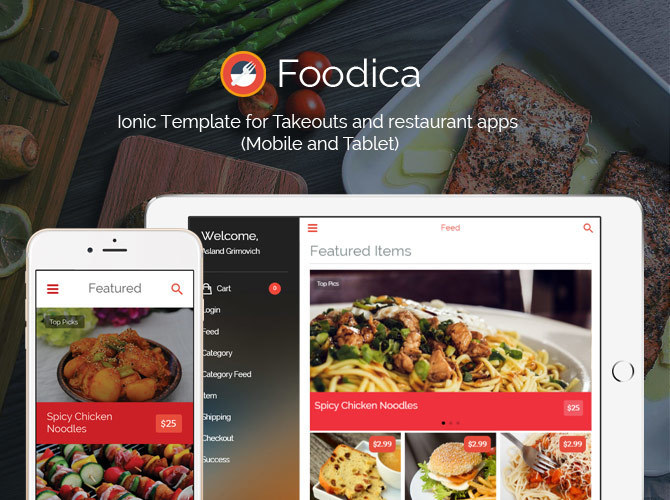 Foodica
Ionic Template for Takeouts and restaurant apps
(Mobile and Tablet)
Welcome,
Asland Grimovich
Cart
0
Login
Feed
Category
Category Feed
Item
Shipping
Checkout
Success
Feed
Featured Items
Top Pics
Spicy Chicken Noodles
$25
$2.99
$2.99
$2.99
Featured
Top Picks
Spicy Chicken
Noodles
$25